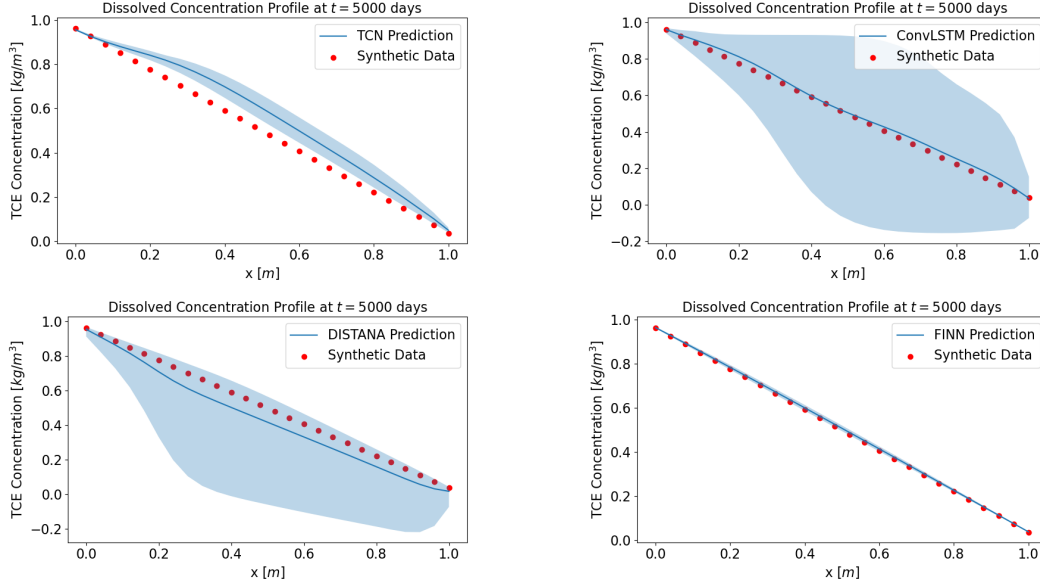 Dissolved Concentration Profile at t = 5000 days
TCE Concentration [kg/m³]
1.0
0.8
0.6
0.4
0.2
0.0
TCN Prediction
Synthetic Data
0.0 0.2 0.4 0.6 0.8 1.0
x [m]
Dissolved Concentration Profile at t = 5000 days
TCE Concentration [kg/m³]
1.0
0.8
0.6
0.4
0.2
0.0
−0.2
ConvLSTM Prediction
Synthetic Data
0.0 0.2 0.4 0.6 0.8 1.0
x [m]
Dissolved Concentration Profile at t = 5000 days
TCE Concentration [kg/m³]
1.0
0.8
0.6
0.4
0.2
0.0
−0.2
DISTANA Prediction
Synthetic Data
0.0 0.2 0.4 0.6 0.8 1.0
x [m]
Dissolved Concentration Profile at t = 5000 days
TCE Concentration [kg/m³]
1.0
0.8
0.6
0.4
0.2
0.0
FINN Prediction
Synthetic Data
0.0 0.2 0.4 0.6 0.8 1.0
x [m]